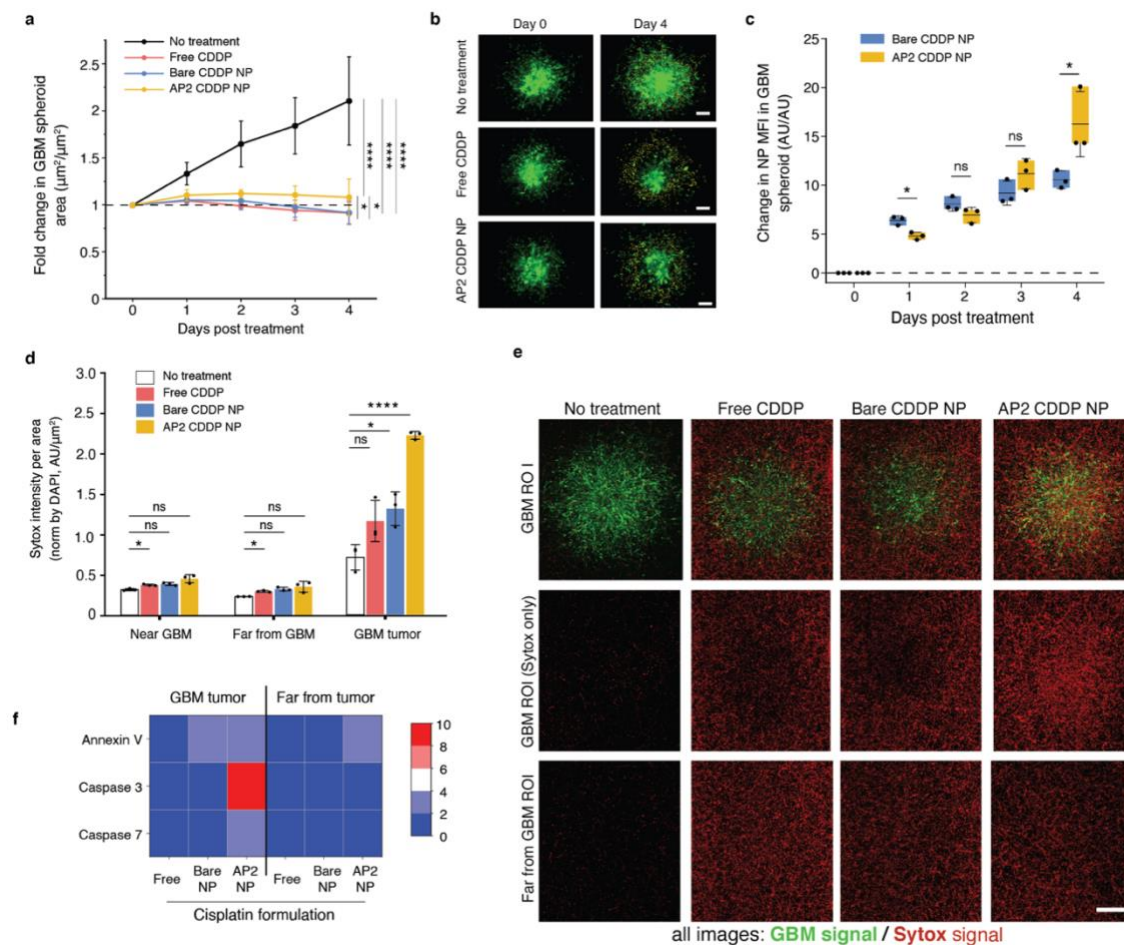 a
No treatment
Free CDDP
Bare CDDP NP
AP2 CDDP NP
Fold change in GBM spheroid
area (μm²/μm²)
2.5
2
1.5
1
0.5
0
0 1 2 3 4
Days post treatment
****
****
****
*
*
b
Day 0 Day 4
No treatment
Free CDDP
AP2 CDDP NP
c
Bare CDDP NP
AP2 CDDP NP
Change in NP MFI in GBM
spheroid (AU/AU)
25
20
15
10
5
0
* ns ns *
0 1 2 3 4
Days post treatment
d
No treatment
Free CDDP
Bare CDDP NP
AP2 CDDP NP
Sytox intensity per area
(norm by DAPI, AU/μm²)
3.0
2.5
2.0
1.5
1.0
0.5
0
ns
ns
*
ns
ns
*
****
*
ns
Near GBM Far from GBM GBM tumor
e
No treatment Free CDDP Bare CDDP NP AP2 CDDP NP
GBM ROI
GBM ROI (Sytox only)
Far from GBM ROI
all images: GBM signal / Sytox signal
f
GBM tumor Far from tumor
Annexin V
Caspase 3
Caspase 7
10
8
6
4
2
0
Free Bare NP AP2 NP Free Bare NP AP2 NP
Cisplatin formulation